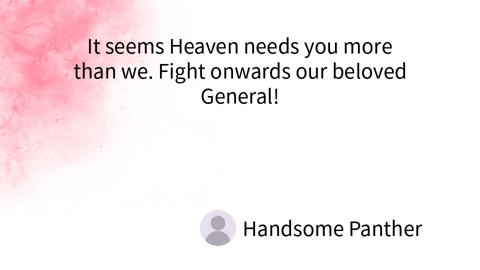 It seems Heaven needs you more
than we. Fight onwards our beloved
General!
Handsome Panther